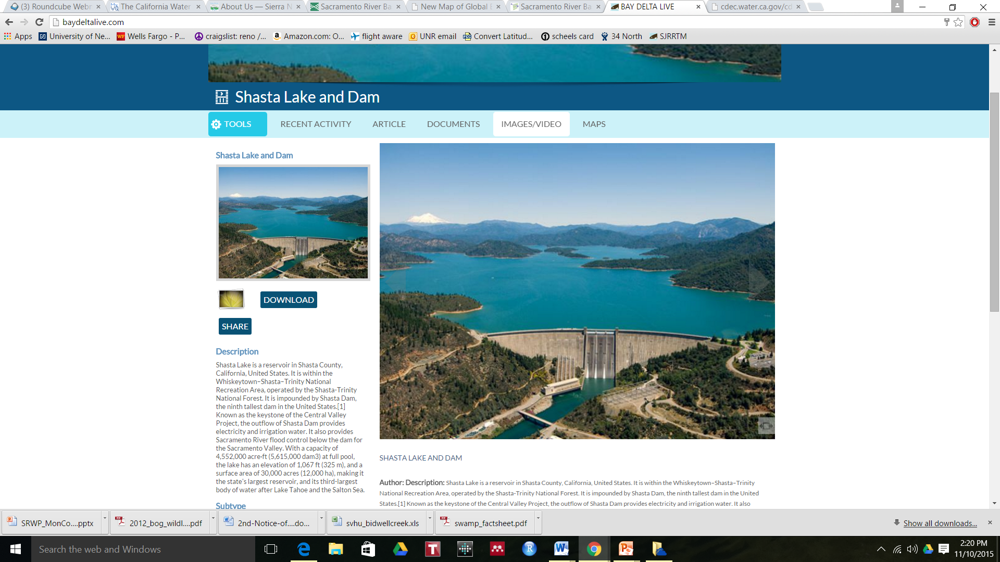 (3) Roundcube Webm
The California Water
About Us — Sierra N
Sacramento River Ba
New Map of Global E
Sacramento River Ba
BAY DELTA LIVE
cdec.water.ca.gov/cd
baydeltalive.com
Apps
University of Ne...
Wells Fargo - P...
craigslist: reno /...
Amazon.com: O...
flight aware
UNR email
Convert Latitud...
scheels card
34 North
SJRRTM
Shasta Lake and Dam
TOOLS
RECENT ACTIVITY
ARTICLE
DOCUMENTS
IMAGES/VIDEO
MAPS
Shasta Lake and Dam
DOWNLOAD
SHARE
Description
Shasta Lake is a reservoir in Shasta County,
California, United States. It is within the
Whiskeytown–Shasta–Trinity National
Recreation Area, operated by the Shasta-Trinity
National Forest. It is impounded by Shasta Dam,
the ninth tallest dam in the United States.[1]
Known as the keystone of the Central Valley
Project, the outflow of Shasta Dam provides
electricity and irrigation water. It also provides
Sacramento River flood control below the dam for
the Sacramento Valley. With a capacity of
4,552,000 acre·ft (5,615,000 dam3) at full pool,
the lake has an elevation of 1,067 ft (325 m), and a
surface area of 30,000 acres (12,000 ha), making it
the state's largest reservoir, and its third-largest
body of water after Lake Tahoe and the Salton Sea.
Subtype
SHASTA LAKE AND DAM
Author: Description: Shasta Lake is a reservoir in Shasta County, California, United States. It is within the Whiskeytown–Shasta–Trinity
National Recreation Area, operated by the Shasta-Trinity National Forest. It is impounded by Shasta Dam, the ninth tallest dam in the United
States.[1] Known as the keystone of the Central Valley Project, the outflow of Shasta Dam provides electricity and irrigation water. It also
SRWP_MonCo....pptx
2012_bog_wildl....pdf
2nd-Notice-of....do...
svhu_bidwellcreek.xls
swamp_factsheet.pdf
Show all downloads...
Search the web and Windows
2:20 PM
11/10/2015